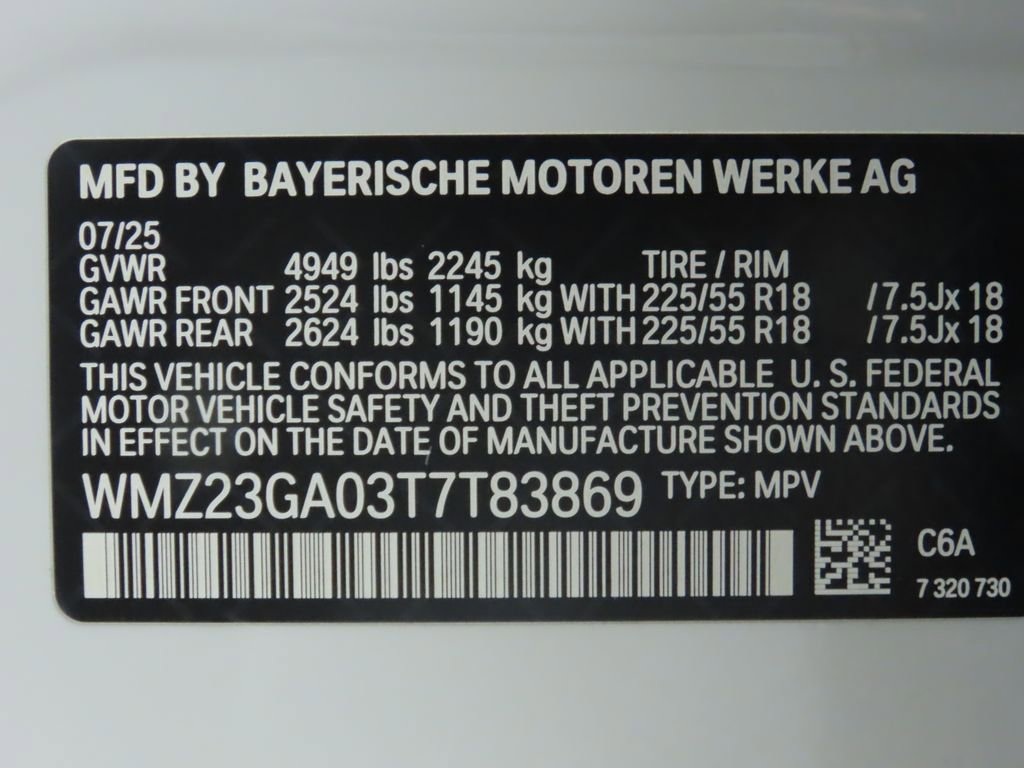 MFD BY BAYERISCHE MOTOREN WERKE AG
07/25
GVWR 4949 lbs 2245 kg TIRE / RIM
GAWR FRONT 2524 lbs 1145 kg WITH 225/55 R18 /7.5Jx 18
GAWR REAR 2624 lbs 1190 kg WITH 225/55 R18 /7.5Jx 18
THIS VEHICLE CONFORMS TO ALL APPLICABLE U. S. FEDERAL
MOTOR VEHICLE SAFETY AND THEFT PREVENTION STANDARDS
IN EFFECT ON THE DATE OF MANUFACTURE SHOWN ABOVE.
WMZ23GA03T7T83869 TYPE: MPV
C6A
7 320 730